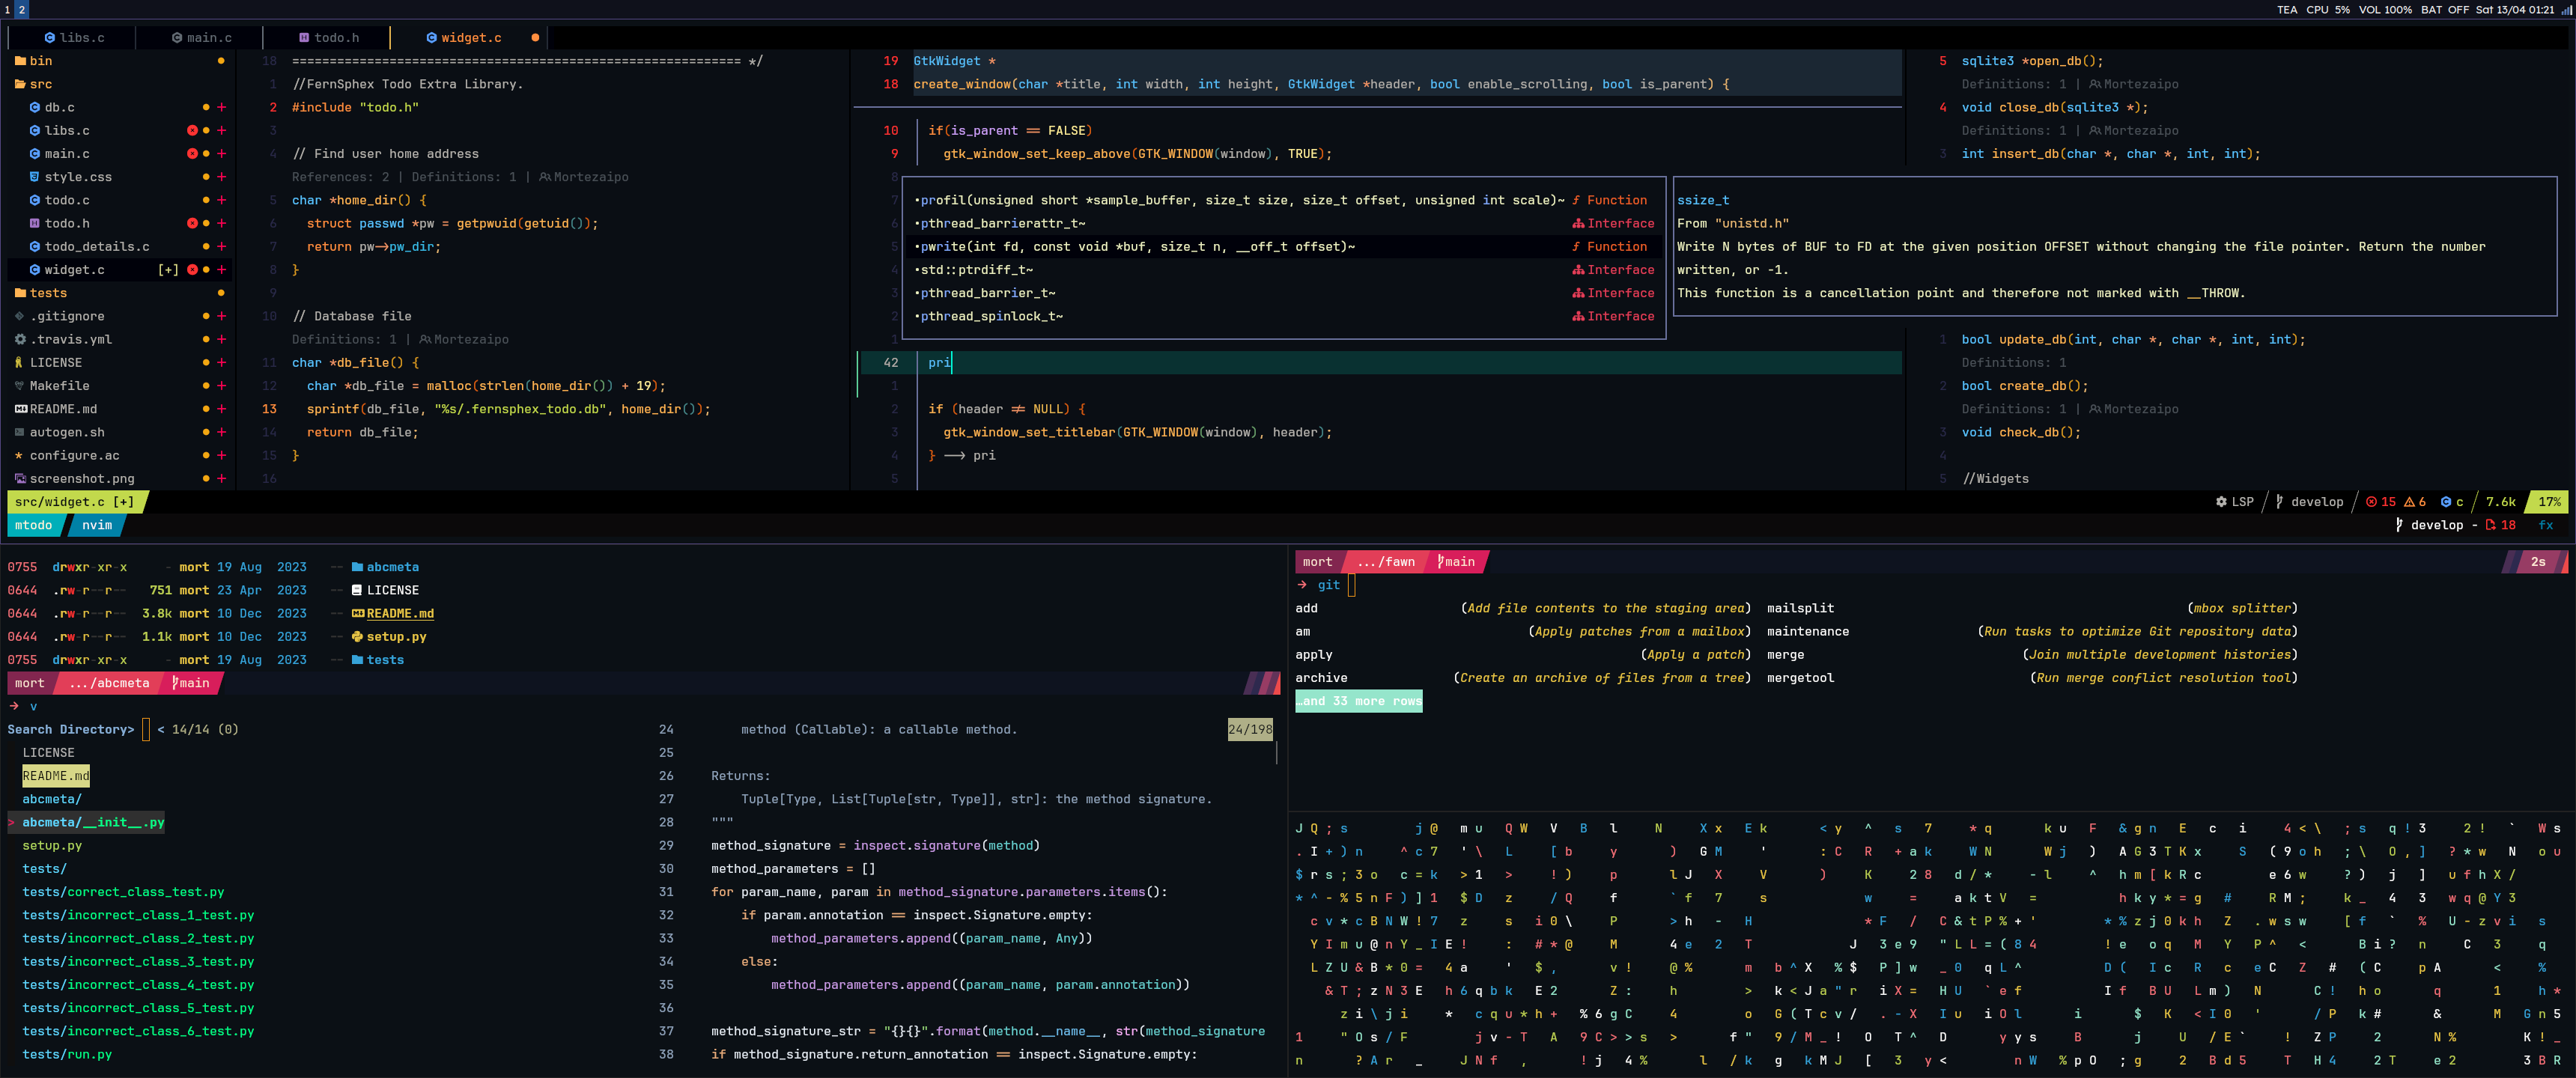 1 2 TEA CPU 5% VOL 100% BAT OFF Sat 13/04 01:21
libs.c main.c todo.h widget.c
bin
src
db.c
libs.c
main.c
style.css
todo.c
todo.h
todo_details.c
widget.c [+]
tests
.gitignore
.travis.yml
LICENSE
Makefile
README.md
autogen.sh
configure.ac
screenshot.png
18 ============================================================ */
1 //FernSphex Todo Extra Library.
2 #include "todo.h"
3
4 // Find user home address
References: 2 | Definitions: 1 | Mortezaipo
5 char *home_dir() {
6 struct passwd *pw = getpwuid(getuid());
7 return pw->pw_dir;
8 }
9
10 // Database file
Definitions: 1 | Mortezaipo
11 char *db_file() {
12 char *db_file = malloc(strlen(home_dir()) + 19);
13 sprintf(db_file, "%s/.fernsphex_todo.db", home_dir());
14 return db_file;
15 }
16
19 GtkWidget *
18 create_window(char *title, int width, int height, GtkWidget *header, bool enable_scrolling, bool is_parent) {
10 if(is_parent == FALSE)
9 gtk_window_set_keep_above(GTK_WINDOW(window), TRUE);
8
7 •profil(unsigned short *sample_buffer, size_t size, size_t offset, unsigned int scale)~ ƒ Function
6 •pthread_barrierattr_t~ Interface
5 •pwrite(int fd, const void *buf, size_t n, __off_t offset)~ ƒ Function
4 •std::ptrdiff_t~ Interface
3 •pthread_barrier_t~ Interface
2 •pthread_spinlock_t~ Interface
1
42 pri
1
2 if (header != NULL) {
3 gtk_window_set_titlebar(GTK_WINDOW(window), header);
4 } --> pri
5
5 sqlite3 *open_db();
Definitions: 1 | Mortezaipo
4 void close_db(sqlite3 *);
Definitions: 1 | Mortezaipo
3 int insert_db(char *, char *, int, int);
ssize_t
From "unistd.h"
Write N bytes of BUF to FD at the given position OFFSET without changing the file pointer. Return the number
written, or -1.
This function is a cancellation point and therefore not marked with __THROW.
1 bool update_db(int, char *, char *, int, int);
Definitions: 1
2 bool create_db();
Definitions: 1 | Mortezaipo
3 void check_db();
4
5 //Widgets
src/widget.c [+] LSP develop 15 6 c 7.6k 17%
mtodo nvim develop - 18 fx
0755 drwxr-xr-x - mort 19 Aug 2023 -- abcmeta
0644 .rw-r--r-- 751 mort 23 Apr 2023 -- LICENSE
0644 .rw-r--r-- 3.8k mort 10 Dec 2023 -- README.md
0644 .rw-r--r-- 1.1k mort 10 Dec 2023 -- setup.py
0755 drwxr-xr-x - mort 19 Aug 2023 -- tests
mort .../abcmeta main
→ v
Search Directory> < 14/14 (0)
LICENSE
README.md
abcmeta/
> abcmeta/__init__.py
setup.py
tests/
tests/correct_class_test.py
tests/incorrect_class_1_test.py
tests/incorrect_class_2_test.py
tests/incorrect_class_3_test.py
tests/incorrect_class_4_test.py
tests/incorrect_class_5_test.py
tests/incorrect_class_6_test.py
tests/run.py
24 method (Callable): a callable method. 24/198
25
26 Returns:
27 Tuple[Type, List[Tuple[str, Type]], str]: the method signature.
28 """
29 method_signature = inspect.signature(method)
30 method_parameters = []
31 for param_name, param in method_signature.parameters.items():
32 if param.annotation == inspect.Signature.empty:
33 method_parameters.append((param_name, Any))
34 else:
35 method_parameters.append((param_name, param.annotation))
36
37 method_signature_str = "{}{}".format(method.__name__, str(method_signature
38 if method_signature.return_annotation == inspect.Signature.empty:
mort .../fawn main 2s
→ git
add (Add file contents to the staging area) mailsplit (mbox splitter)
am (Apply patches from a mailbox) maintenance (Run tasks to optimize Git repository data)
apply (Apply a patch) merge (Join multiple development histories)
archive (Create an archive of files from a tree) mergetool (Run merge conflict resolution tool)
…and 33 more rows